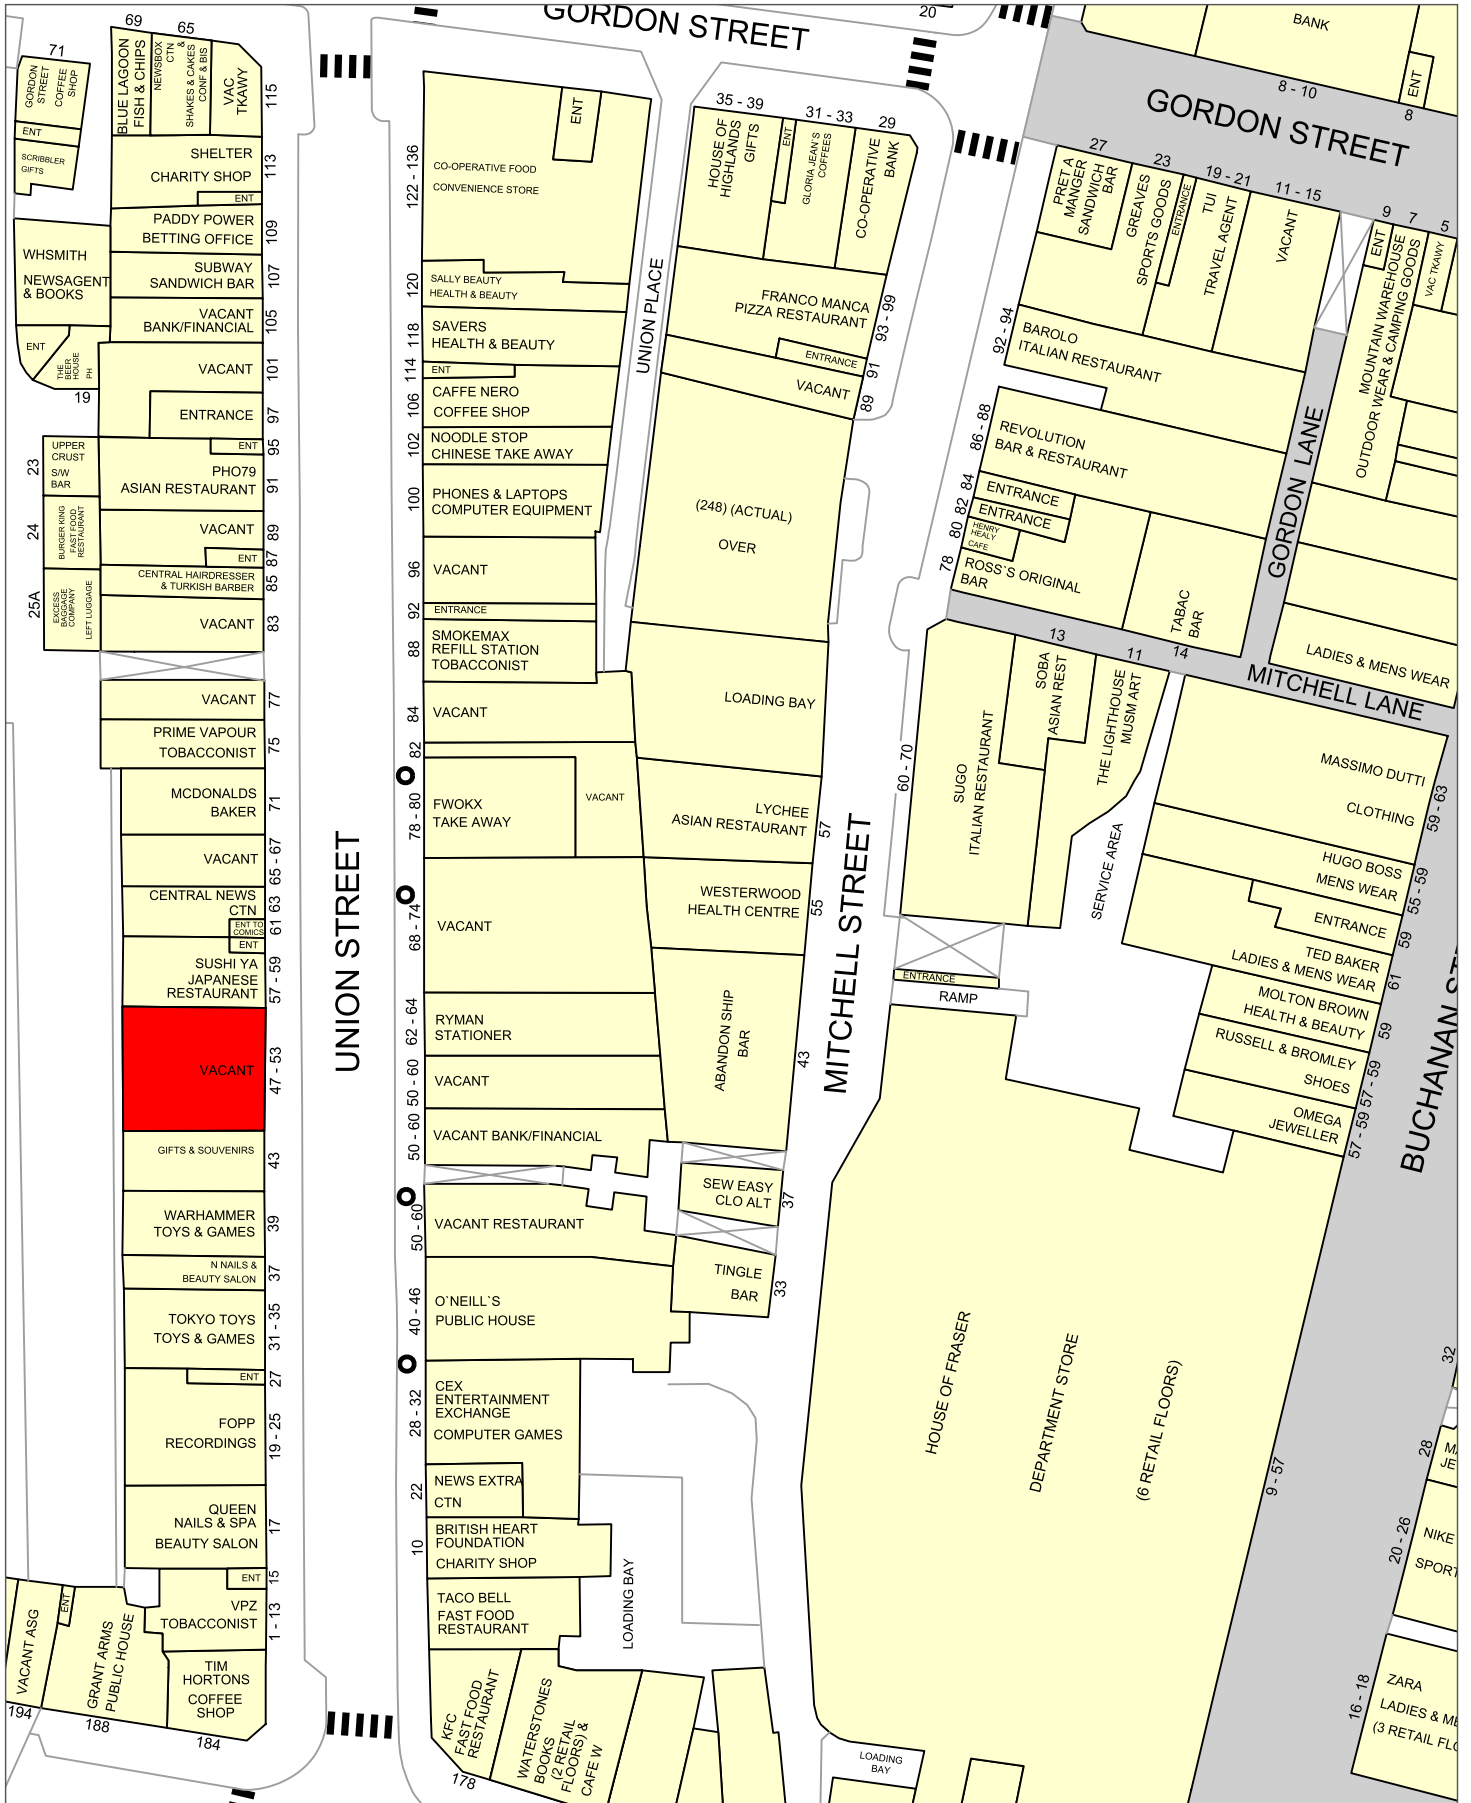 GORDON STREET
20
69
65
71
GORDON
STREET
COFFEE
SHOP
ENT
SCRIBBLER
GIFTS
BLUE LAGOON
FISH & CHIPS
NEWSBOX
CTN
&
SHAKES & CAKES
CONF & BIS
VAC
TKAWY
115
SHELTER
CHARITY SHOP
113
ENT
PADDY POWER
BETTING OFFICE
109
WHSMITH
NEWSAGENT
& BOOKS
SUBWAY
SANDWICH BAR
107
VACANT
BANK/FINANCIAL
105
ENT
THE
BEER
HOUSE
PH
19
VACANT
101
ENTRANCE
97
ENT
95
UPPER
CRUST
S/W
BAR
23
PHO79
ASIAN RESTAURANT
91
BURGER KING
FAST FOOD
RESTAURANT
24
VACANT
89
ENT
87
CENTRAL HAIRDRESSER
& TURKISH BARBER
85
EXCESS
BAGGAGE
COMPANY
LEFT LUGGAGE
25A
VACANT
83
VACANT
77
PRIME VAPOUR
TOBACCONIST
75
MCDONALDS
BAKER
71
VACANT
65 - 67
CENTRAL NEWS
CTN
63
ENT TO
COMICS
61
ENT
SUSHI YA
JAPANESE
RESTAURANT
57 - 59
VACANT
47 - 53
GIFTS & SOUVENIRS
43
WARHAMMER
TOYS & GAMES
39
N NAILS &
BEAUTY SALON
37
TOKYO TOYS
TOYS & GAMES
31 - 35
ENT
27
FOPP
RECORDINGS
19 - 25
QUEEN
NAILS & SPA
BEAUTY SALON
17
ENT
15
VPZ
TOBACCONIST
1 - 13
TIM
HORTONS
COFFEE
SHOP
184
VACANT ASG
194
ENT
GRANT ARMS
PUBLIC HOUSE
188
UNION STREET
ENT
CO-OPERATIVE FOOD
CONVENIENCE STORE
122 - 136
SALLY BEAUTY
HEALTH & BEAUTY
120
SAVERS
HEALTH & BEAUTY
118
ENT
114
CAFFE NERO
COFFEE SHOP
106
NOODLE STOP
CHINESE TAKE AWAY
102
PHONES & LAPTOPS
COMPUTER EQUIPMENT
100
VACANT
96
ENTRANCE
92
SMOKEMAX
REFILL STATION
TOBACCONIST
88
VACANT
84
82
FWOKX
TAKE AWAY
78 - 80
VACANT
VACANT
68 - 74
RYMAN
STATIONER
62 - 64
VACANT
50 - 60
VACANT BANK/FINANCIAL
50 - 60
VACANT RESTAURANT
50 - 60
O`NEILL`S
PUBLIC HOUSE
40 - 46
CEX
ENTERTAINMENT
EXCHANGE
COMPUTER GAMES
28 - 32
NEWS EXTRA
CTN
22
BRITISH HEART
FOUNDATION
CHARITY SHOP
10
TACO BELL
FAST FOOD
RESTAURANT
KFC
FAST FOOD
RESTAURANT
178
WATERSTONES
BOOKS
(2 RETAIL
FLOORS) &
CAFE W
LOADING BAY
UNION PLACE
35 - 39
HOUSE OF
HIGHLANDS
GIFTS
ENT
31 - 33
GLORIA JEAN'S
COFFEES
29
CO-OPERATIVE
BANK
FRANCO MANCA
PIZZA RESTAURANT
93 - 99
ENTRANCE
91
VACANT
89
(248) (ACTUAL)
OVER
LOADING BAY
LYCHEE
ASIAN RESTAURANT
57
WESTERWOOD
HEALTH CENTRE
55
ABANDON SHIP
BAR
43
SEW EASY
CLO ALT
37
TINGLE
BAR
33
MITCHELL STREET
BANK
8 - 10
ENT
8
GORDON STREET
27
PRET A
MANGER
SANDWICH
BAR
23
GREAVES
SPORTS GOODS
ENTRANCE
19 - 21
TUI
TRAVEL AGENT
11 - 15
VACANT
9
ENT
7
MOUNTAIN WAREHOUSE
OUTDOOR WEAR & CAMPING GOODS
5
VAC TKAWY
BAROLO
ITALIAN RESTAURANT
92 - 94
REVOLUTION
BAR & RESTAURANT
86 - 88
ENTRANCE
84
ENTRANCE
82
HENRY
HEALY
CAFE
80
ROSS`S ORIGINAL
BAR
78
TABAC
BAR
14
GORDON LANE
LADIES & MENS WEAR
MITCHELL LANE
13
SOBA
ASIAN REST
11
THE LIGHTHOUSE
MUSM ART
SUGO
ITALIAN RESTAURANT
60 - 70
SERVICE AREA
ENTRANCE
RAMP
MASSIMO DUTTI
CLOTHING
59 - 63
HUGO BOSS
MENS WEAR
55 - 59
ENTRANCE
59
TED BAKER
LADIES & MENS WEAR
61
MOLTON BROWN
HEALTH & BEAUTY
59
RUSSELL & BROMLEY
SHOES
57 - 59
OMEGA
JEWELLER
57 - 59
BUCHANAN ST
HOUSE OF FRASER
DEPARTMENT STORE
(6 RETAIL FLOORS)
9 - 57
LOADING
BAY
32
28
MA
JE
20 - 26
NIKE
SPORT
16 - 18
ZARA
LADIES & ME
(3 RETAIL FLO